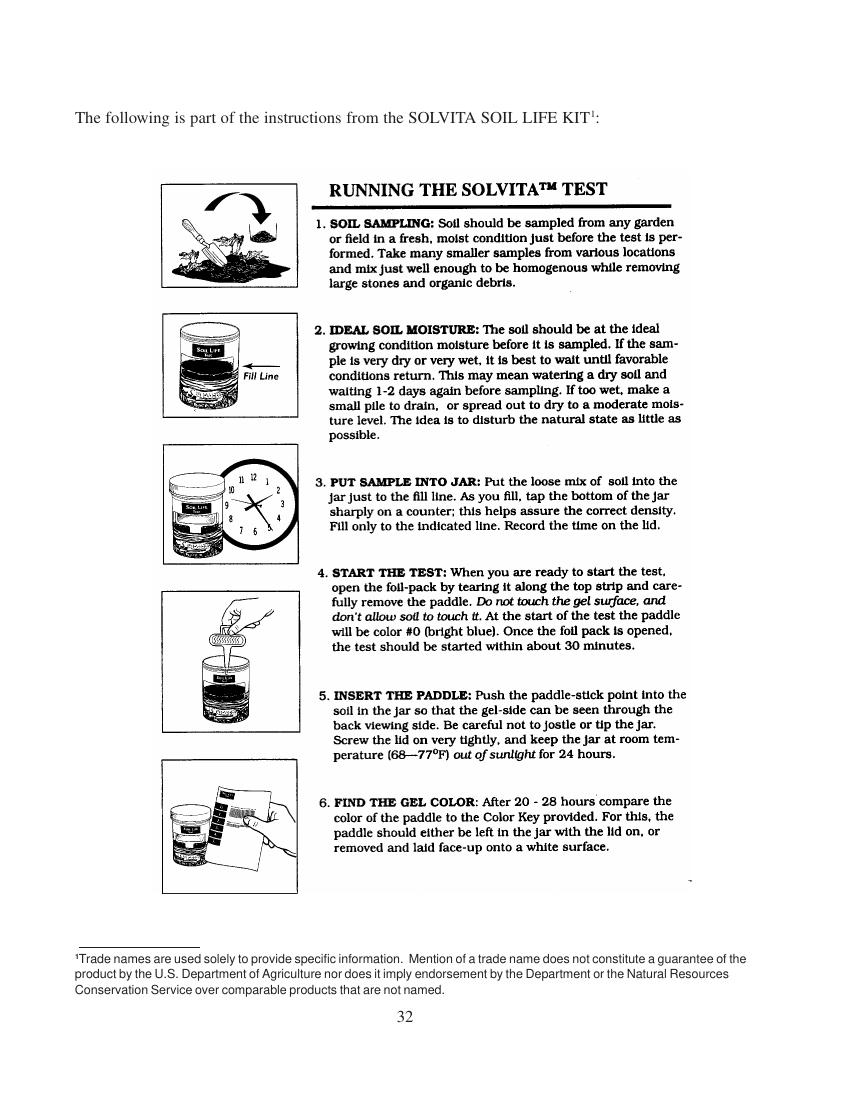 The following is part of the instructions from the SOLVITA SOIL LIFE KIT¹:
RUNNING THE SOLVITA™ TEST
1. SOIL SAMPLING: Soil should be sampled from any garden
or field in a fresh, moist condition just before the test is per-
formed. Take many smaller samples from various locations
and mix just well enough to be homogenous while removing
large stones and organic debris.
SOIL LIFE
Fill Line
2. IDEAL SOIL MOISTURE: The soil should be at the ideal
growing condition moisture before it is sampled. If the sam-
ple is very dry or very wet, it is best to wait until favorable
conditions return. This may mean watering a dry soil and
waiting 1-2 days again before sampling. If too wet, make a
small pile to drain, or spread out to dry to a moderate mois-
ture level. The idea is to disturb the natural state as little as
possible.
SOIL LIFE
12 1 2 3 4 5 6 7 8 9 10 11
3. PUT SAMPLE INTO JAR: Put the loose mix of soil into the
jar just to the fill line. As you fill, tap the bottom of the jar
sharply on a counter; this helps assure the correct density.
Fill only to the indicated line. Record the time on the lid.
4. START THE TEST: When you are ready to start the test,
open the foil-pack by tearing it along the top strip and care-
fully remove the paddle. Do not touch the gel surface, and
don't allow soil to touch it. At the start of the test the paddle
will be color #0 (bright blue). Once the foil pack is opened,
the test should be started within about 30 minutes.
5. INSERT THE PADDLE: Push the paddle-stick point into the
soil in the jar so that the gel-side can be seen through the
back viewing side. Be careful not to jostle or tip the jar.
Screw the lid on very tightly, and keep the jar at room tem-
perature (68—77°F) out of sunlight for 24 hours.
6. FIND THE GEL COLOR: After 20 - 28 hours compare the
color of the paddle to the Color Key provided. For this, the
paddle should either be left in the jar with the lid on, or
removed and laid face-up onto a white surface.
¹Trade names are used solely to provide specific information. Mention of a trade name does not constitute a guarantee of the
product by the U.S. Department of Agriculture nor does it imply endorsement by the Department or the Natural Resources
Conservation Service over comparable products that are not named.
32